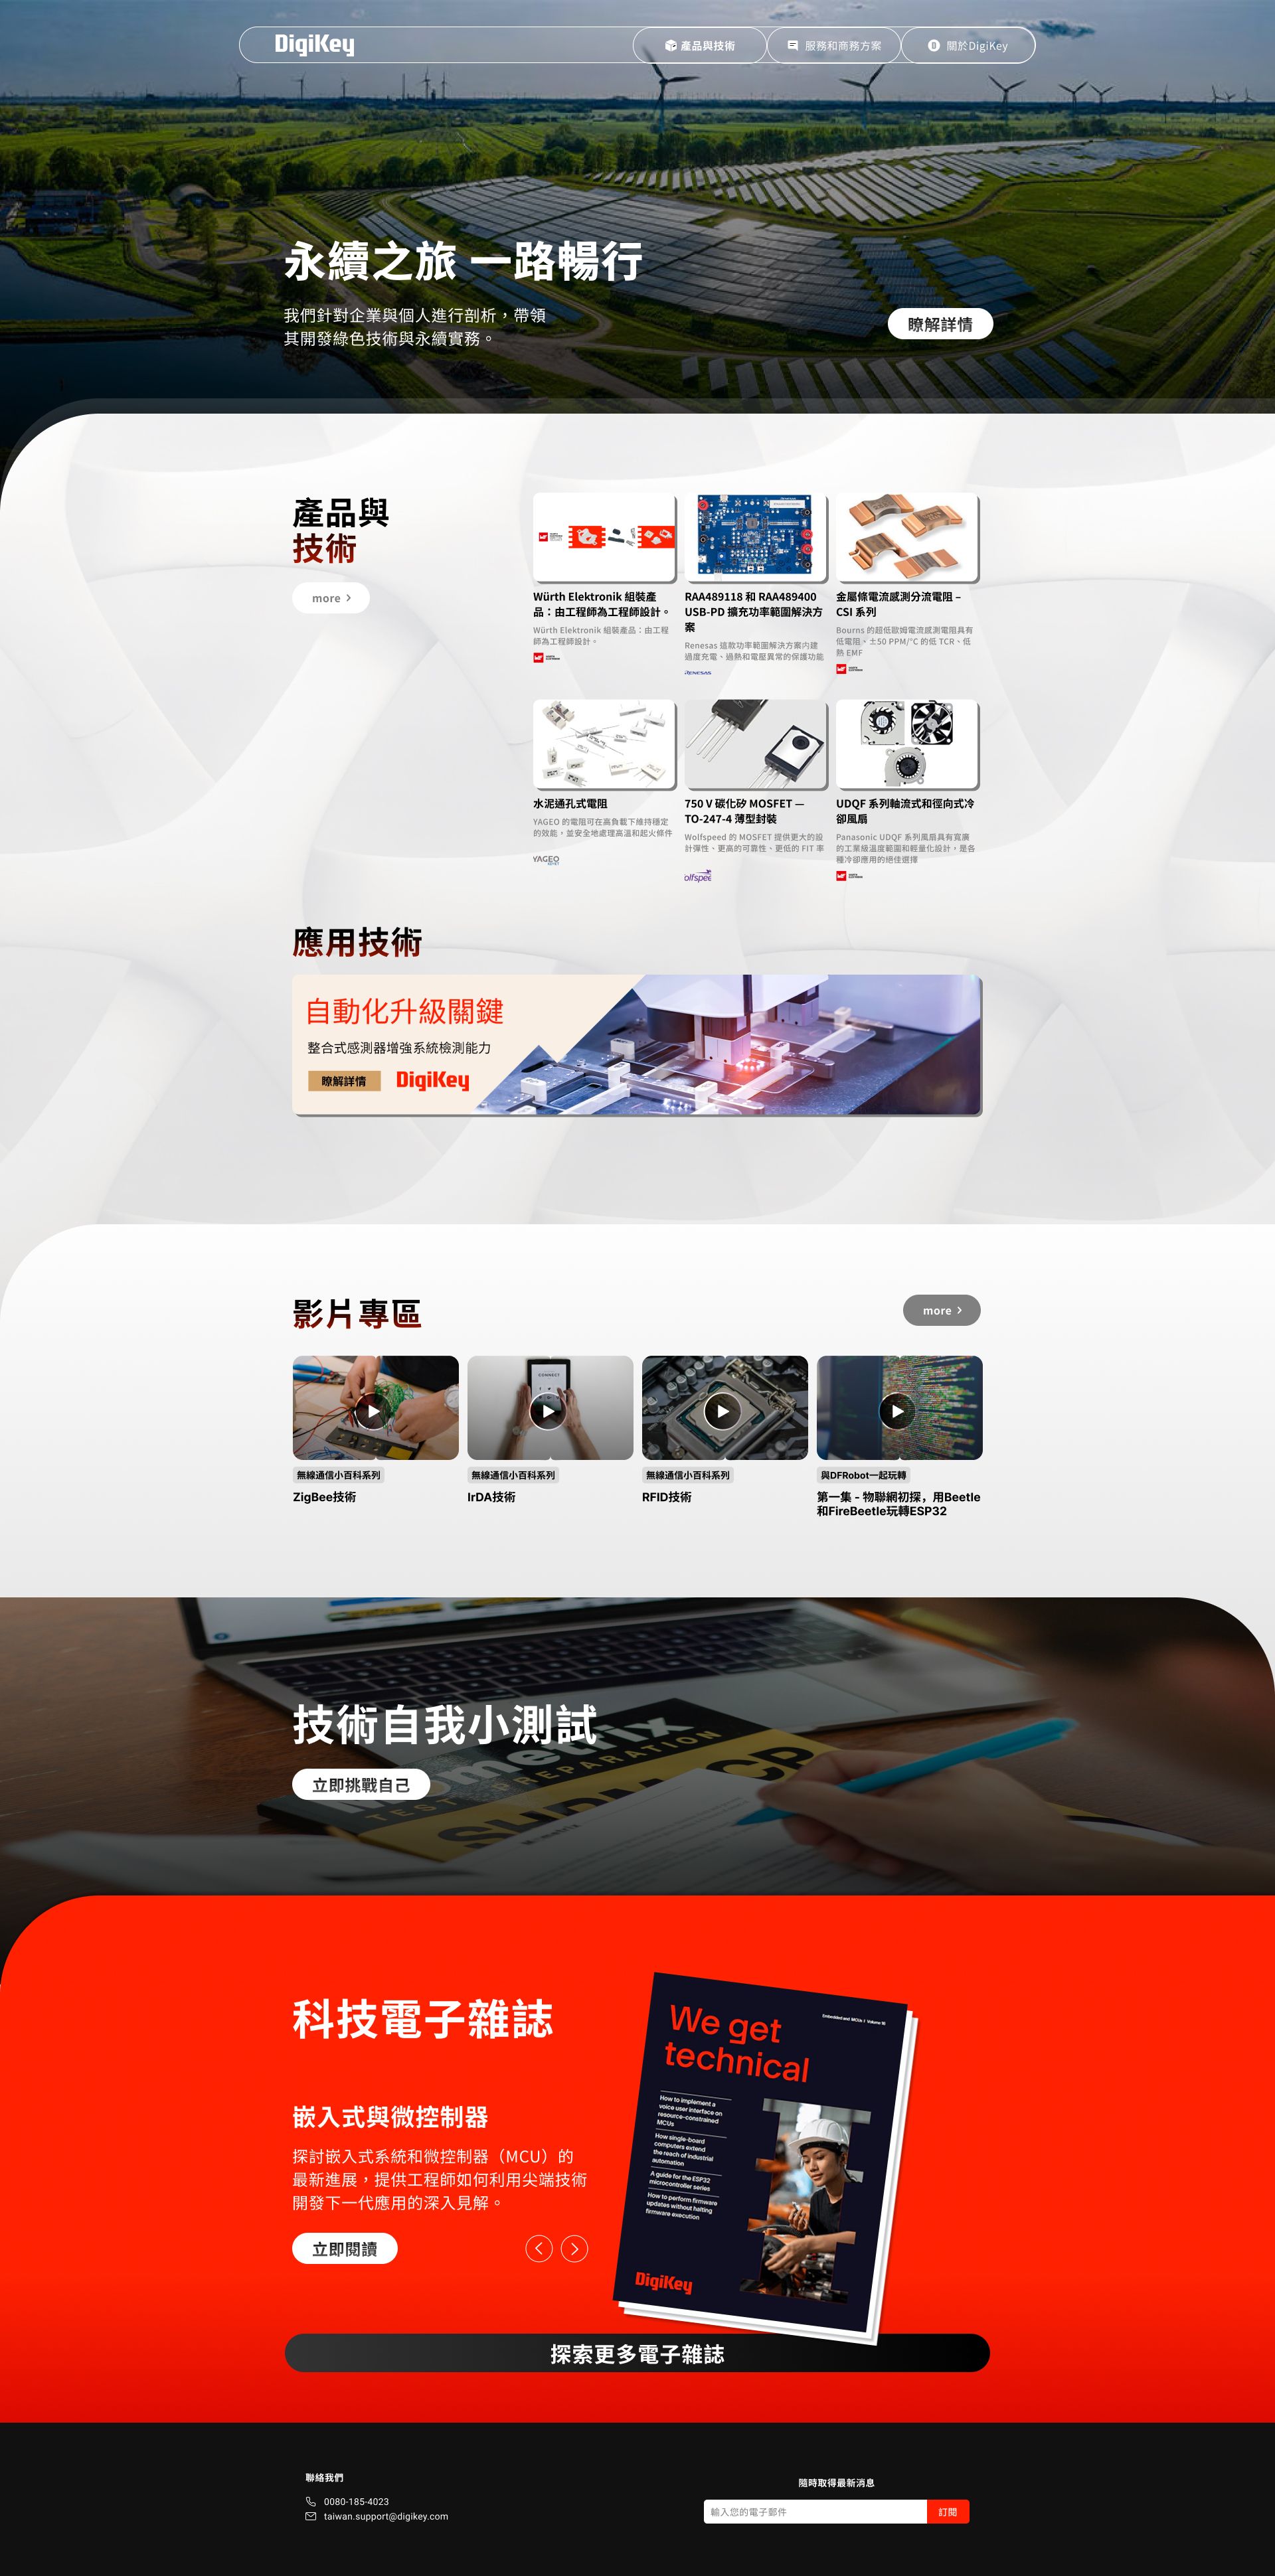 DigiKey
產品與技術
服務和商務方案
關於DigiKey
永續之旅 一路暢行
我們針對企業與個人進行剖析，帶領
其開發綠色技術與永續實務。
瞭解詳情
產品與
技術
more
Würth Elektronik 組裝產
品：由工程師為工程師設計。
Würth Elektronik 組裝產品：由工程
師為工程師設計。
RAA489118 和 RAA489400
USB-PD 擴充功率範圍解決方
案
Renesas 這款功率範圍解決方案內建
過度充電、過熱和電壓異常的保護功能
RENESAS
金屬條電流感測分流電阻 –
CSI 系列
Bourns 的超低歐姆電流感測電阻具有
低電阻、±50 PPM/°C 的低 TCR、低
熱 EMF
水泥通孔式電阻
YAGEO 的電阻可在高負載下維持穩定
的效能，並安全地處理高溫和起火條件
YAGEO
750 V 碳化矽 MOSFET —
TO-247-4 薄型封裝
Wolfspeed 的 MOSFET 提供更大的設
計彈性、更高的可靠性、更低的 FIT 率
olfspee
UDQF 系列軸流式和徑向式冷
卻風扇
Panasonic UDQF 系列風扇具有寬廣
的工業級溫度範圍和輕量化設計，是各
種冷卻應用的絕佳選擇
應用技術
自動化升級關鍵
整合式感測器增強系統檢測能力
瞭解詳情
DigiKey
影片專區
more
CONNECT
無線通信小百科系列
ZigBee技術
無線通信小百科系列
IrDA技術
無線通信小百科系列
RFID技術
與DFRobot一起玩轉
第一集 - 物聯網初探，用Beetle
和FireBeetle玩轉ESP32
技術自我小測試
立即挑戰自己
TEST PREPARATION
科技電子雜誌
嵌入式與微控制器
探討嵌入式系統和微控制器（MCU）的
最新進展，提供工程師如何利用尖端技術
開發下一代應用的深入見解。
立即閱讀
We get
technical
Embedded and MCUs I Volume 16
How to implement a
voice user interface on
resource-constrained
MCUs
How single-board
computers extend
the reach of industrial
automation
A guide for the ESP32
microcontroller series
How to perform firmware
updates without halting
firmware execution
DigiKey
探索更多電子雜誌
聯絡我們
0080-185-4023
taiwan.support@digikey.com
隨時取得最新消息
輸入您的電子郵件
訂閱